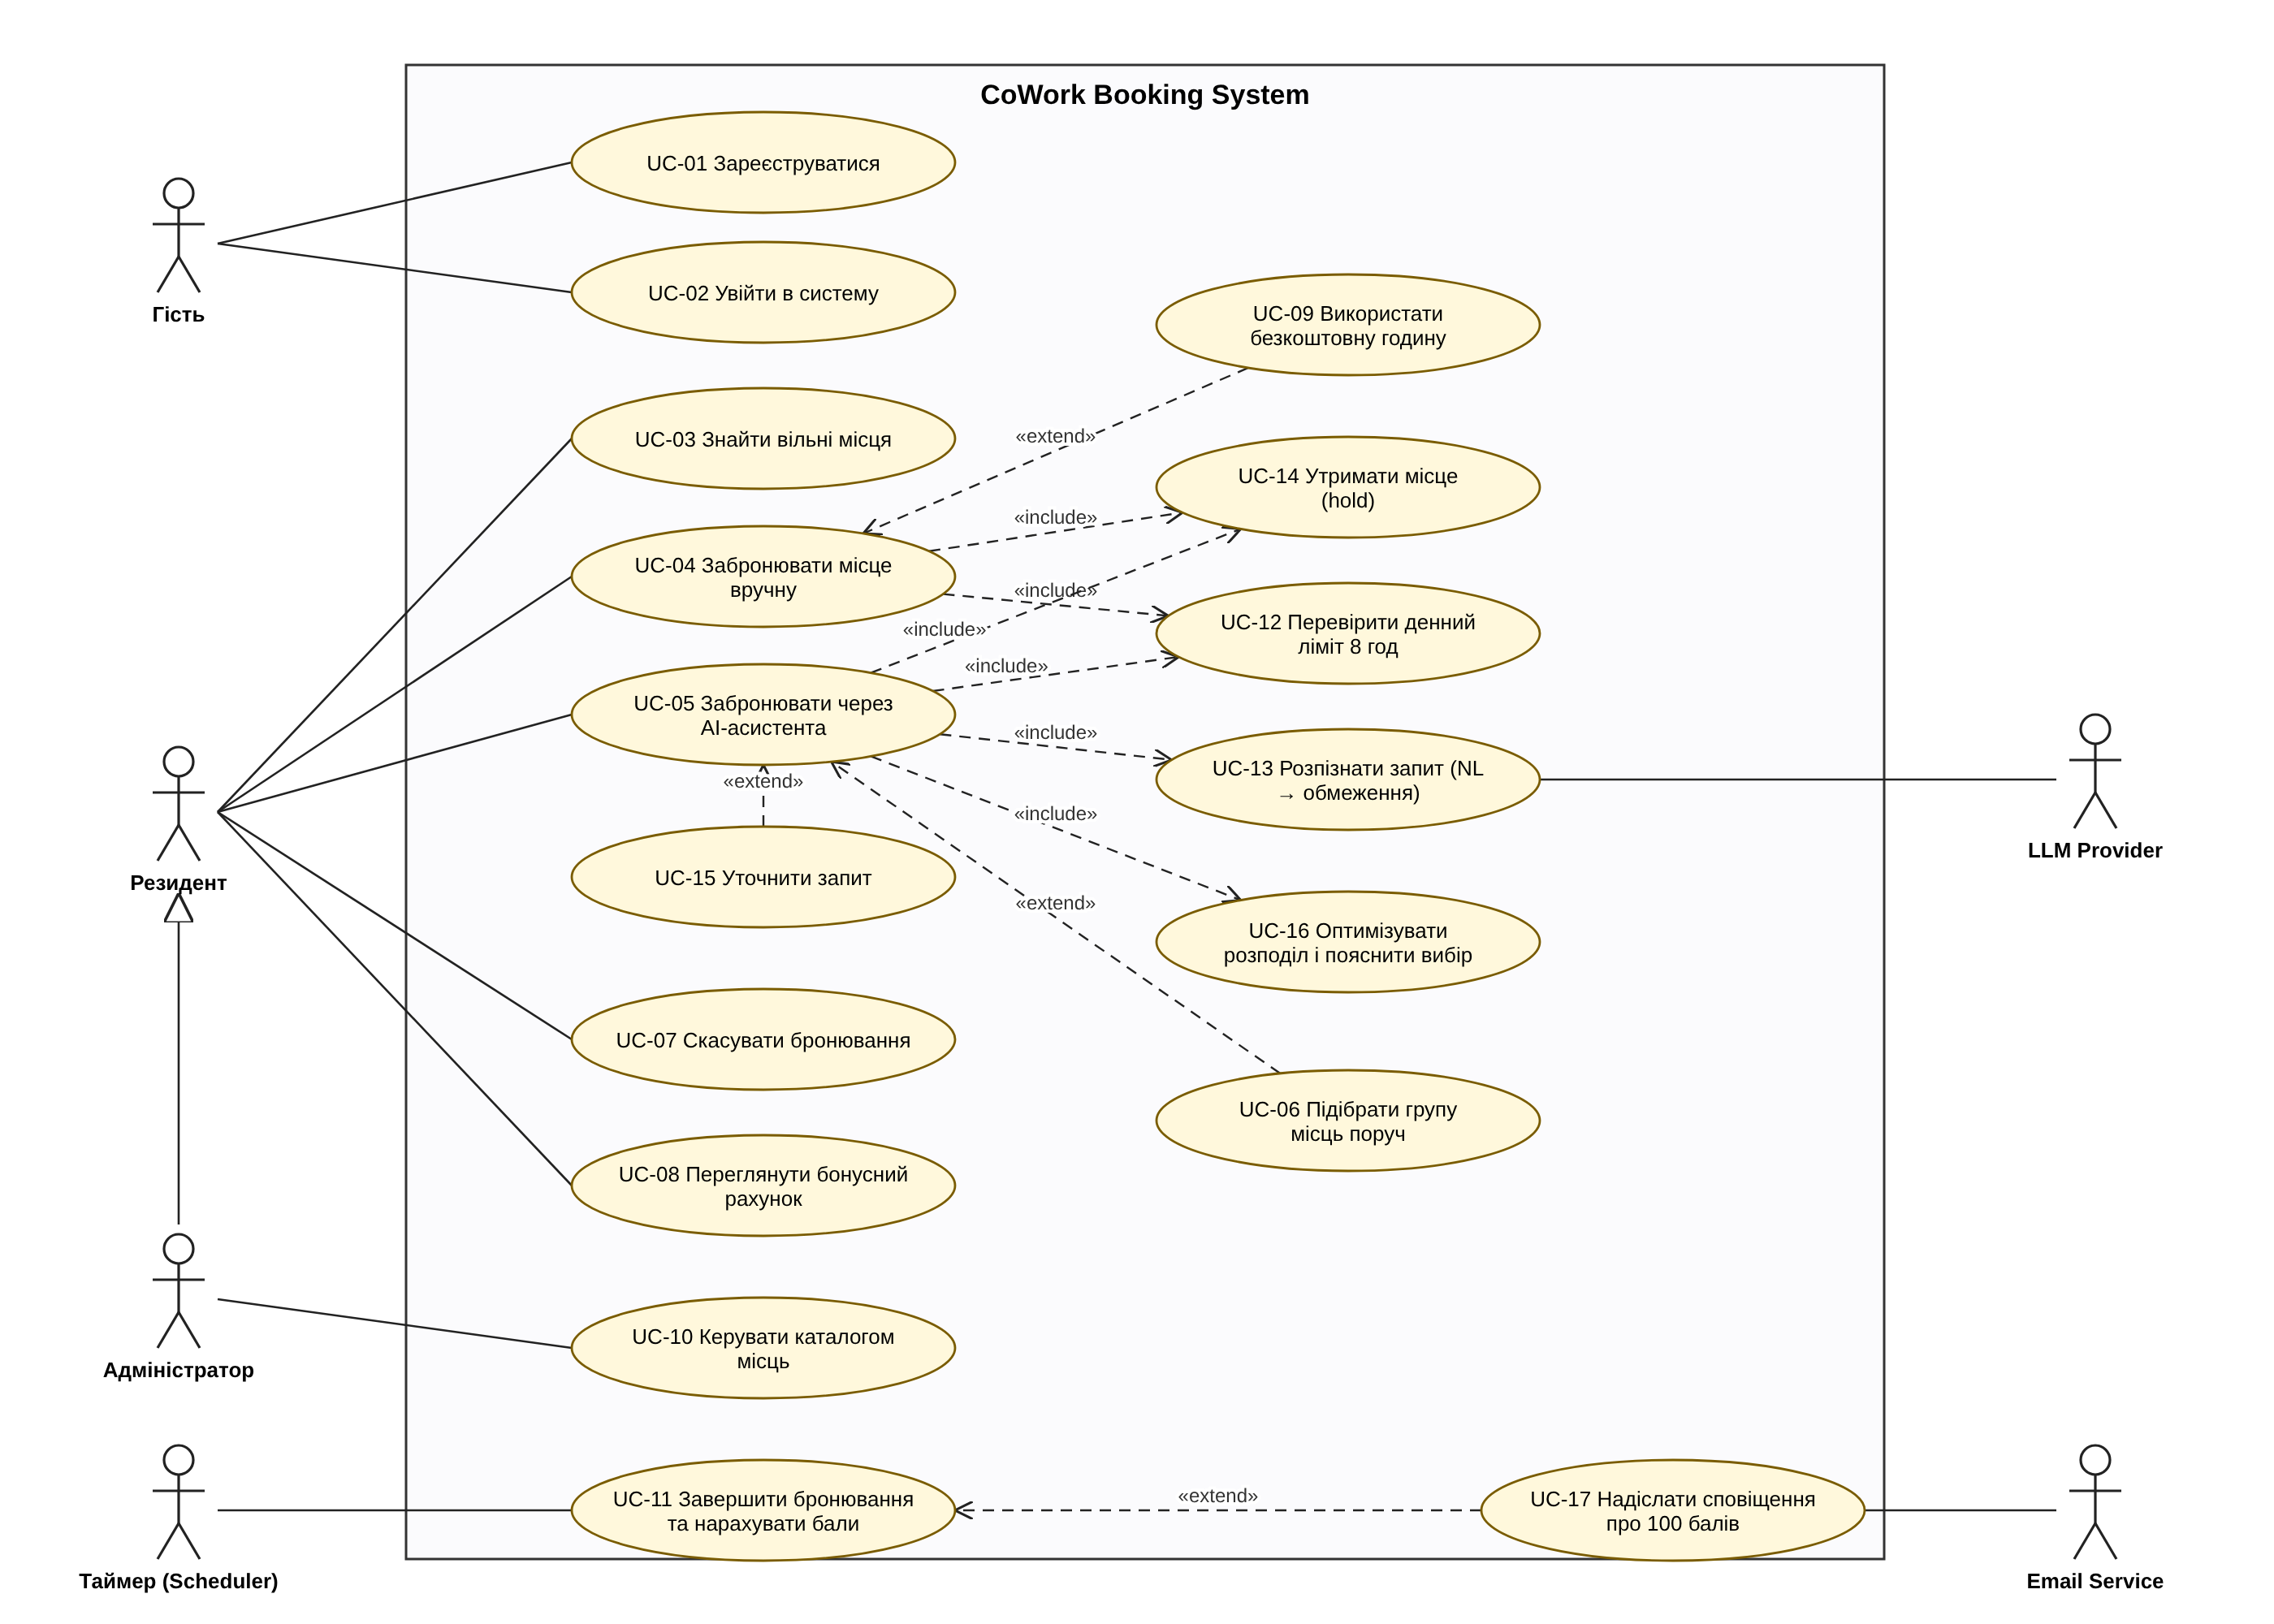 CoWork Booking System
UC-01 Зареєструватися
UC-02 Увійти в систему
Гість
UC-09 Використати
безкоштовну годину
UC-03 Знайти вільні місця
«extend»
UC-14 Утримати місце
(hold)
«include»
UC-04 Забронювати місце
вручну
«include»
UC-12 Перевірити денний
ліміт 8 год
«include»
«include»
UC-05 Забронювати через
AI-асистента
«include»
UC-13 Розпізнати запит (NL
→ обмеження)
«extend»
«include»
LLM Provider
Резидент
UC-15 Уточнити запит
«extend»
UC-16 Оптимізувати
розподіл і пояснити вибір
UC-07 Скасувати бронювання
UC-06 Підібрати групу
місць поруч
UC-08 Переглянути бонусний
рахунок
UC-10 Керувати каталогом
місць
Адміністратор
UC-11 Завершити бронювання
та нарахувати бали
«extend»
UC-17 Надіслати сповіщення
про 100 балів
Таймер (Scheduler)
Email Service